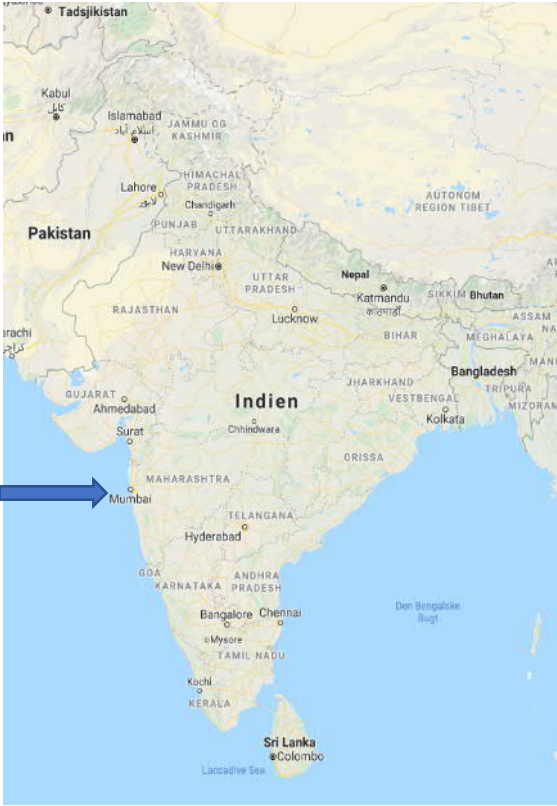 Tadsjikistan
Kabul
کابل
Islamabad
اسلام آباد
JAMMU OG
KASHMIR
HIMACHAL
PRADESH
Lahore
لاہور
Chandigarh
AUTONOM
REGION TIBET
PUNJAB
UTTARAKHAND
Pakistan
HARYANA
New Delhi
UTTAR
PRADESH
Nepal
Katmandu
काठमाडौं
SIKKIM
Bhutan
RAJASTHAN
Lucknow
ASSAM
BIHAR
MEGHALAYA
arachi
کراچی
Bangladesh
JHARKHAND
GUJARAT
Ahmedabad
Indien
VESTBENGAL
TRIPURA
MIZORAM
Kolkata
Surat
Chhindwara
ORISSA
MAHARASHTRA
Mumbai
TELANGANA
Hyderabad
GOA
KARNATAKA
ANDHRA
PRADESH
Bangalore
Chennai
Den Bengalske
Bugt
Mysore
TAMIL NADU
Kochi
KERALA
Sri Lanka
Colombo
Laccadive Sea